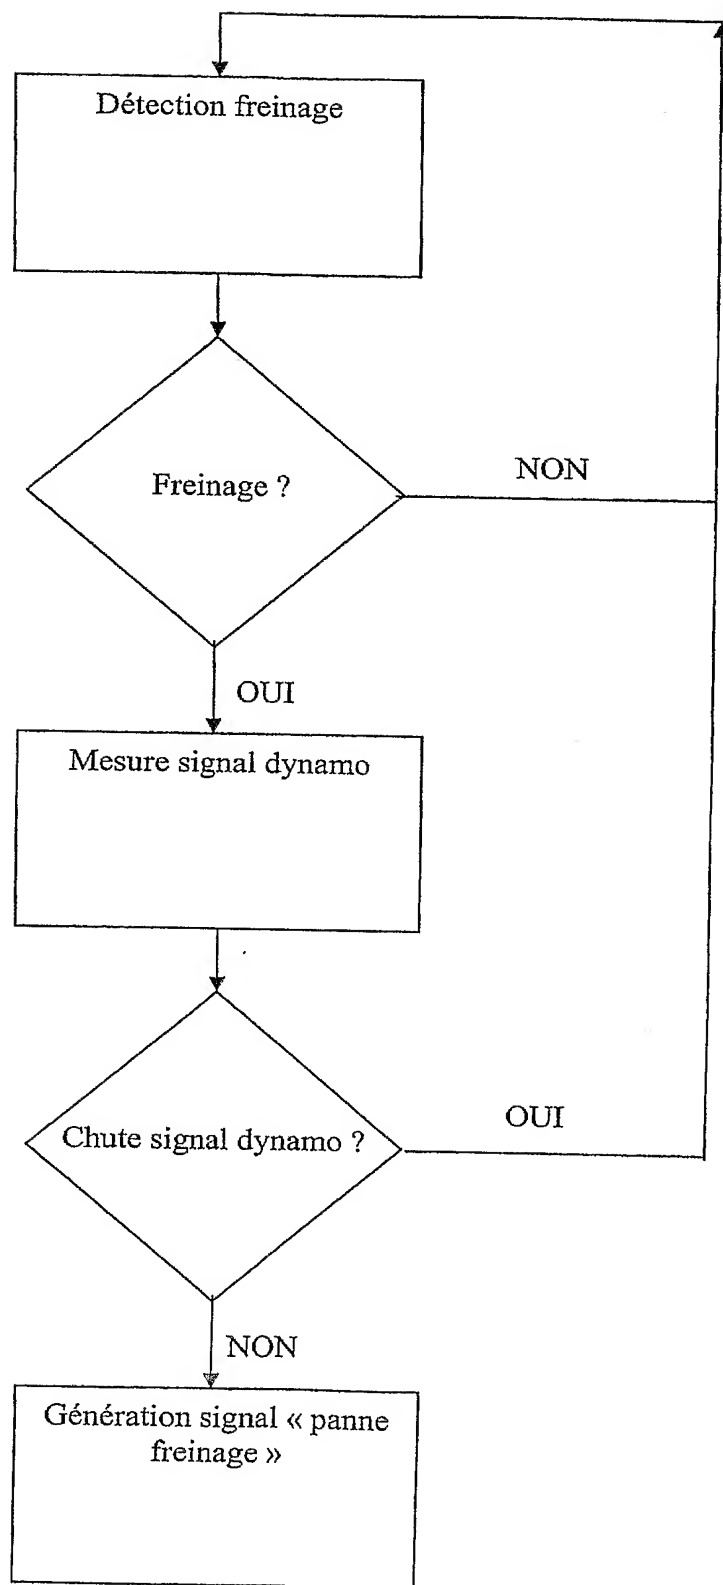 Détection freinage
Freinage ?
NON
OUI
Mesure signal dynamo
Chute signal dynamo ?
OUI
NON
Génération signal « panne
freinage »